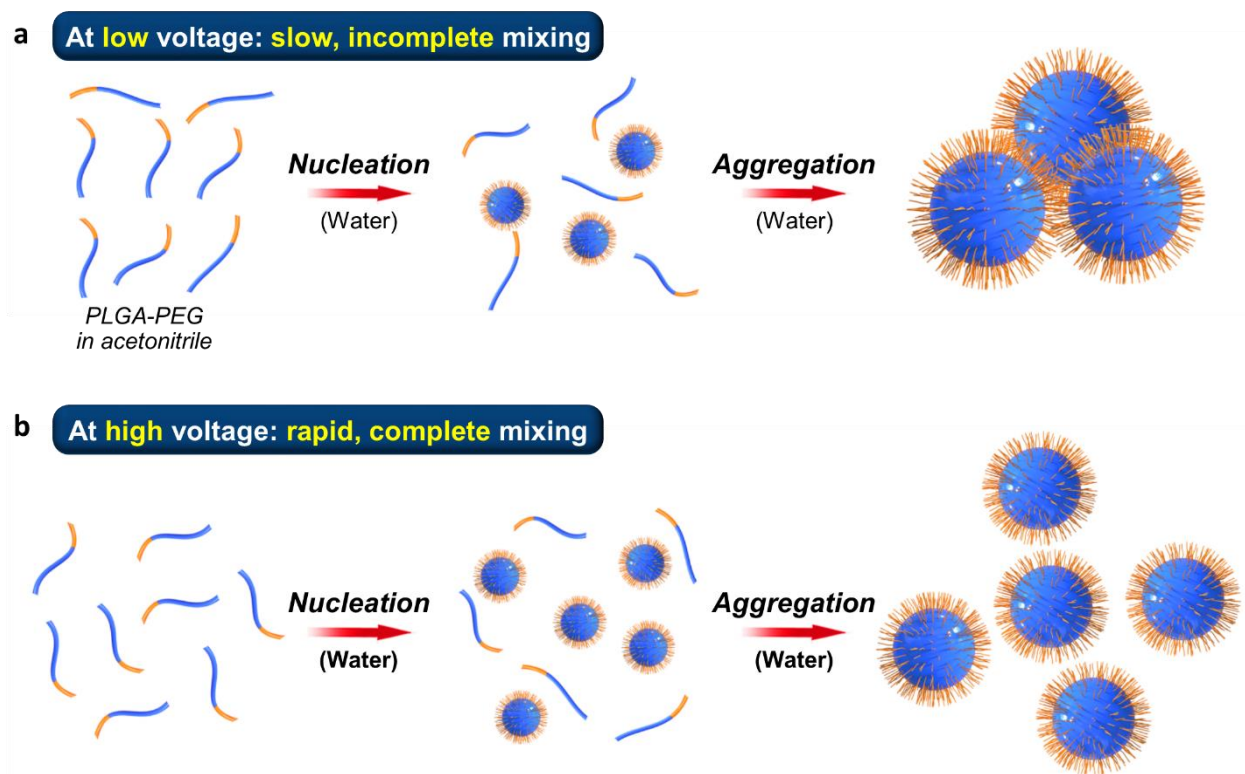 a
At low voltage: slow, incomplete mixing
Nucleation
(Water)
Aggregation
(Water)
PLGA-PEG
in acetonitrile
b
At high voltage: rapid, complete mixing
Nucleation
(Water)
Aggregation
(Water)